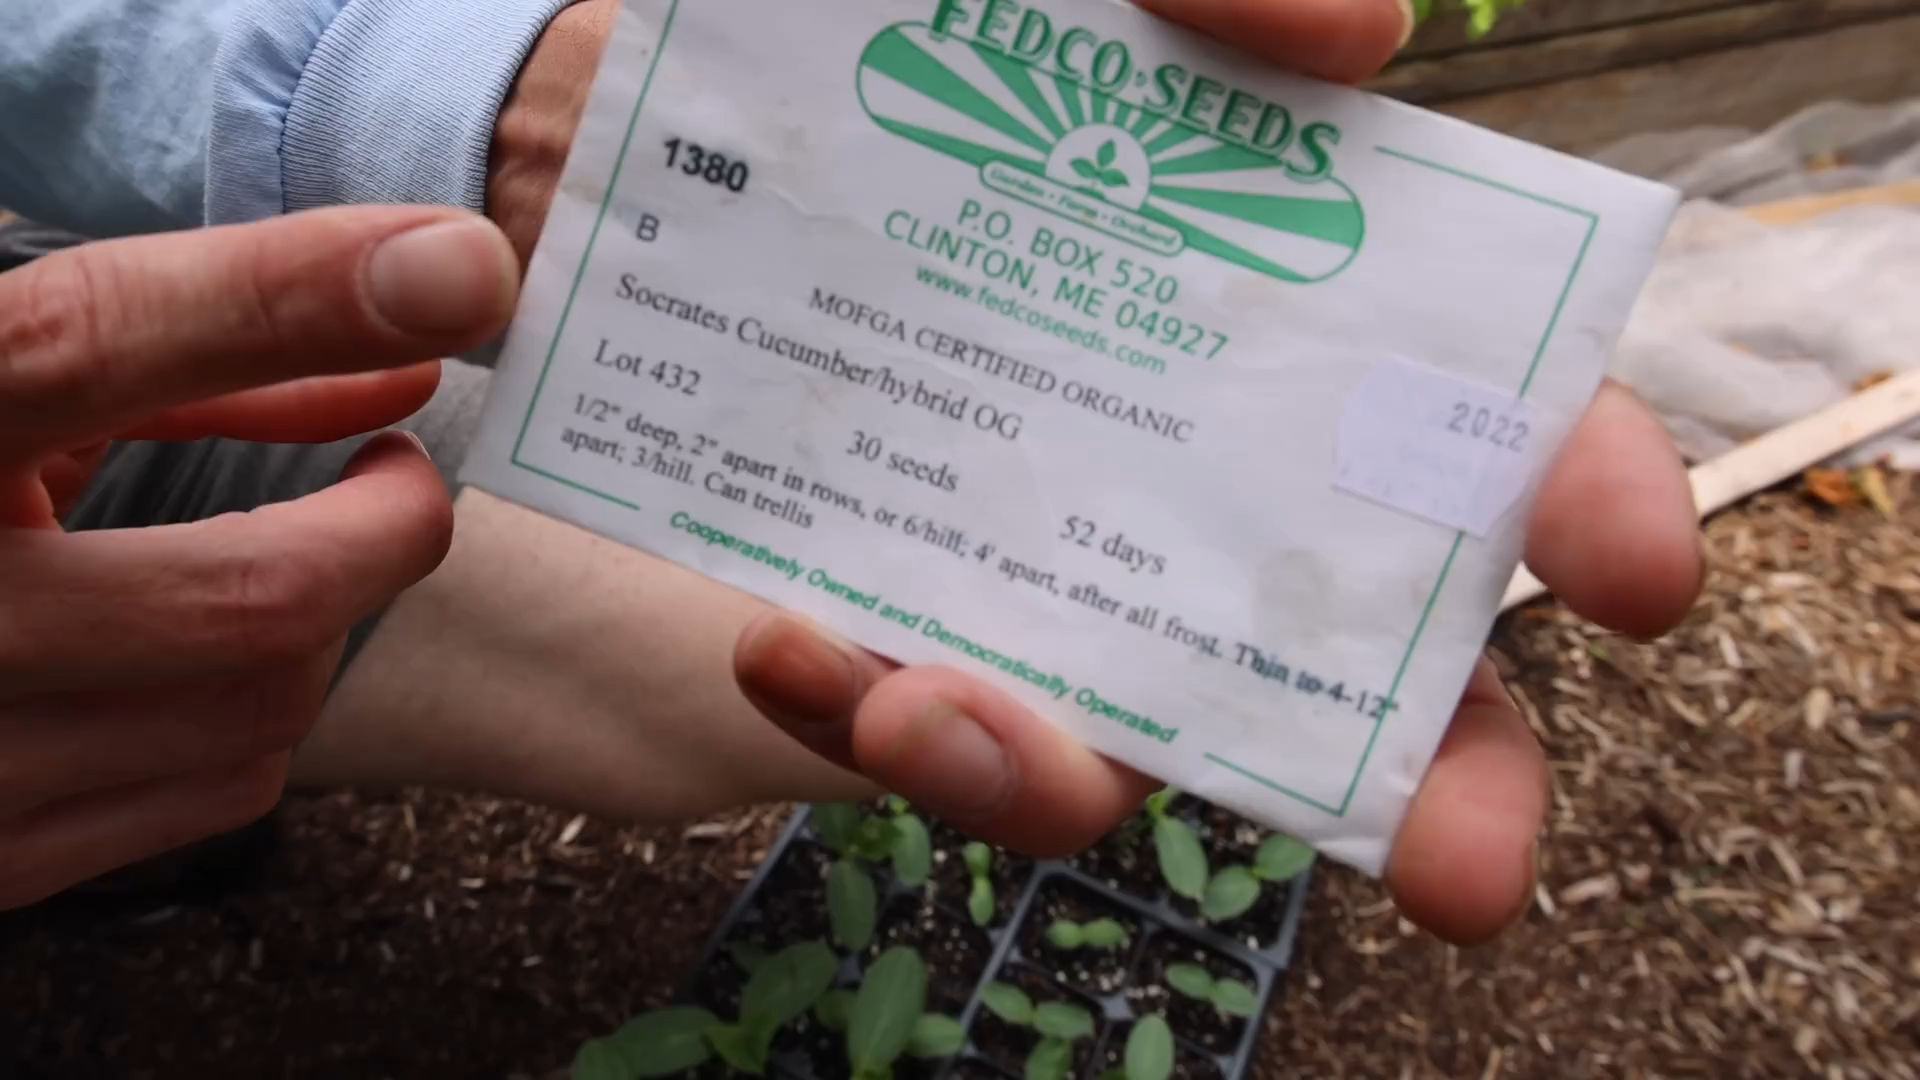 FEDCO SEEDS
Garden • Farm • Orchard
P.O. BOX 520
CLINTON, ME 04927
www.fedcoseeds.com
1380
B
MOFGA CERTIFIED ORGANIC
Socrates Cucumber/hybrid OG
Lot 432
30 seeds
52 days
2022
1/2" deep, 2" apart in rows, or 6/hill; 4' apart, after all frost. Thin to 4-12"
apart; 3/hill. Can trellis
Cooperatively Owned and Democratically Operated